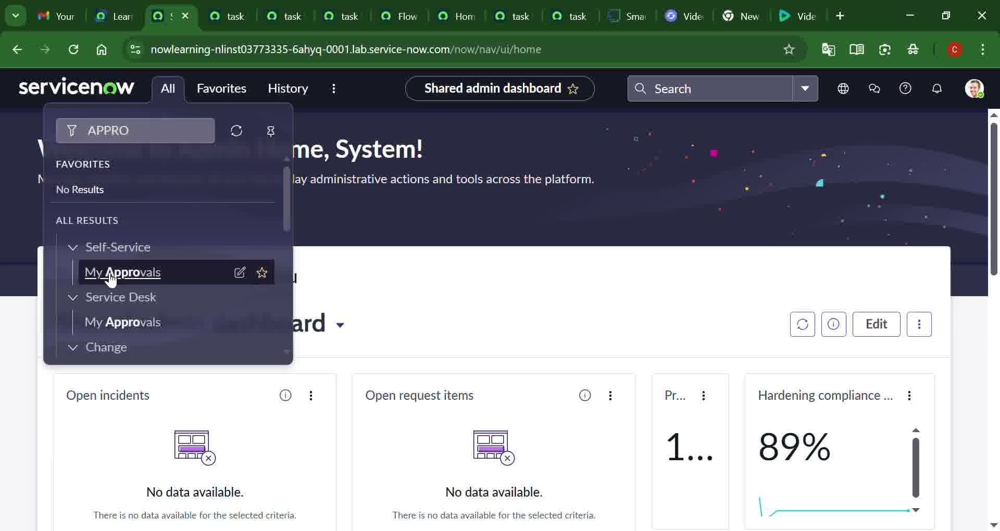 Your
Lear
task
task
task
Flow
Hom
task
task
Sma
Vide
New
Vide
nowlearning-nlinst03773335-6ahyq-0001.lab.service-now.com/now/nav/ui/home
C
servicenow
All
Favorites
History
Shared admin dashboard
Search
APPRO
me, System!
FAVORITES
lay administrative actions and tools across the platform.
No Results
ALL RESULTS
Self-Service
My Approvals
Service Desk
My Approvals
Change
ard
Edit
Open incidents
Open request items
Pr...
Hardening compliance ...
1...
89%
No data available.
No data available.
There is no data available for the selected criteria.
There is no data available for the selected criteria.